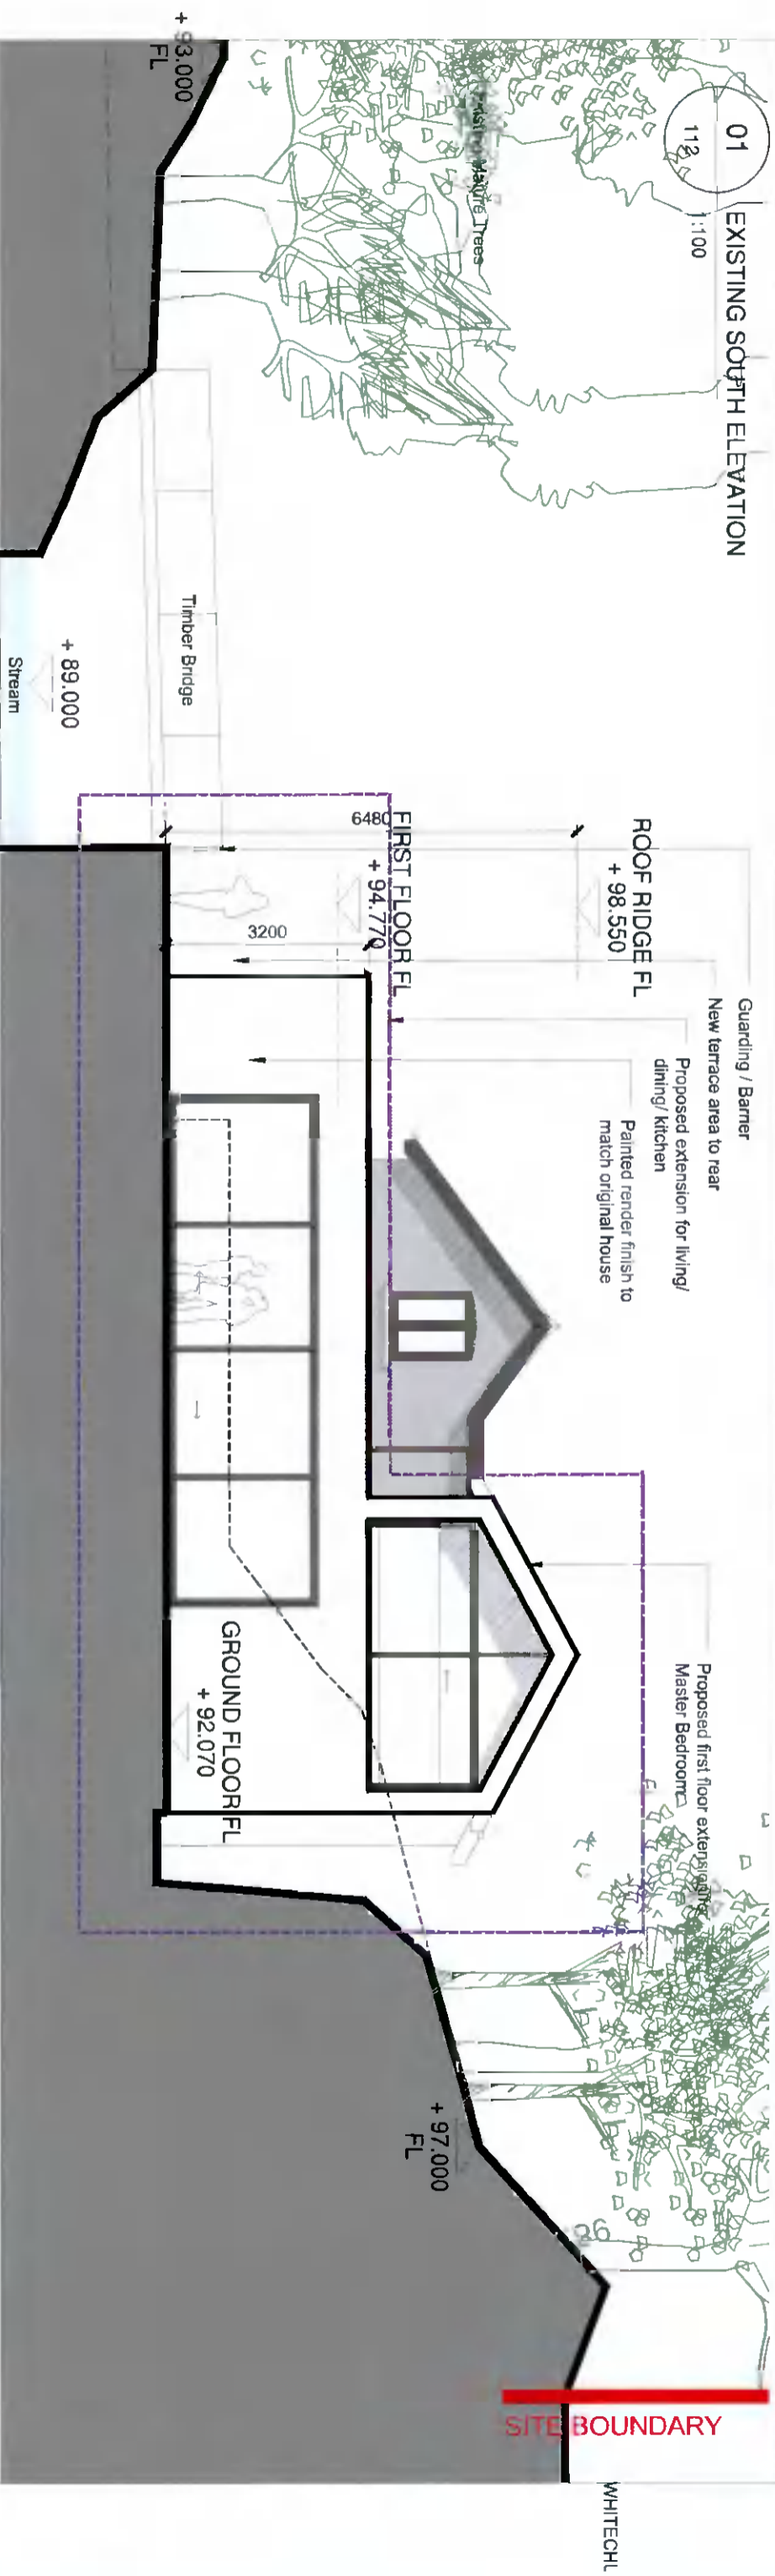 01
112
EXISTING SOUTH ELEVATION
1:100
Existing Mature Trees
+ 93.000
FL
Timber Bridge
+ 89.000
Stream
ROOF RIDGE FL
+ 98.550
6480
FIRST FLOOR FL
+ 94.770
3200
Guarding / Barrier
New terrace area to rear
Proposed extension for living/
dining/ kitchen
Painted render finish to
match original house
GROUND FLOOR FL
+ 92.070
Proposed first floor extension
Master Bedroom
+ 97.000
FL
SITE BOUNDARY